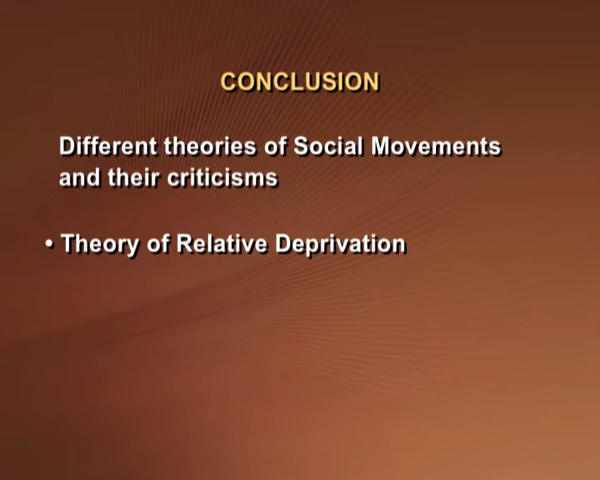 CONCLUSION
Different theories of Social Movements
and their criticisms
• Theory of Relative Deprivation